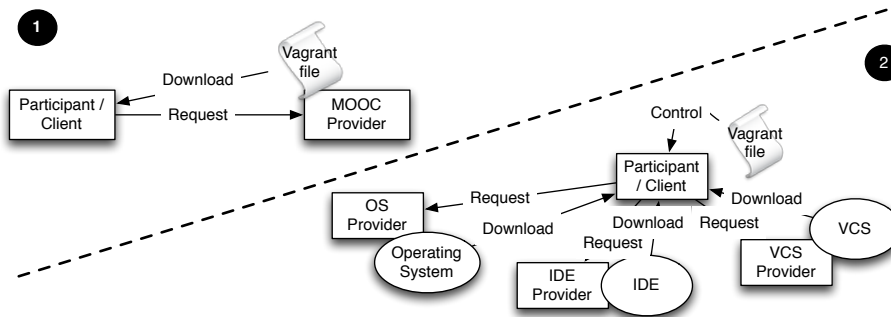 1
Vagrant
file
Download
Participant /
Client
Request
MOOC
Provider
2
Control
Vagrant
file
Participant
/ Client
Request
Download
OS
Provider
Download
Request
VCS
Download
Operating
System
Request
VCS
Provider
IDE
Provider
IDE